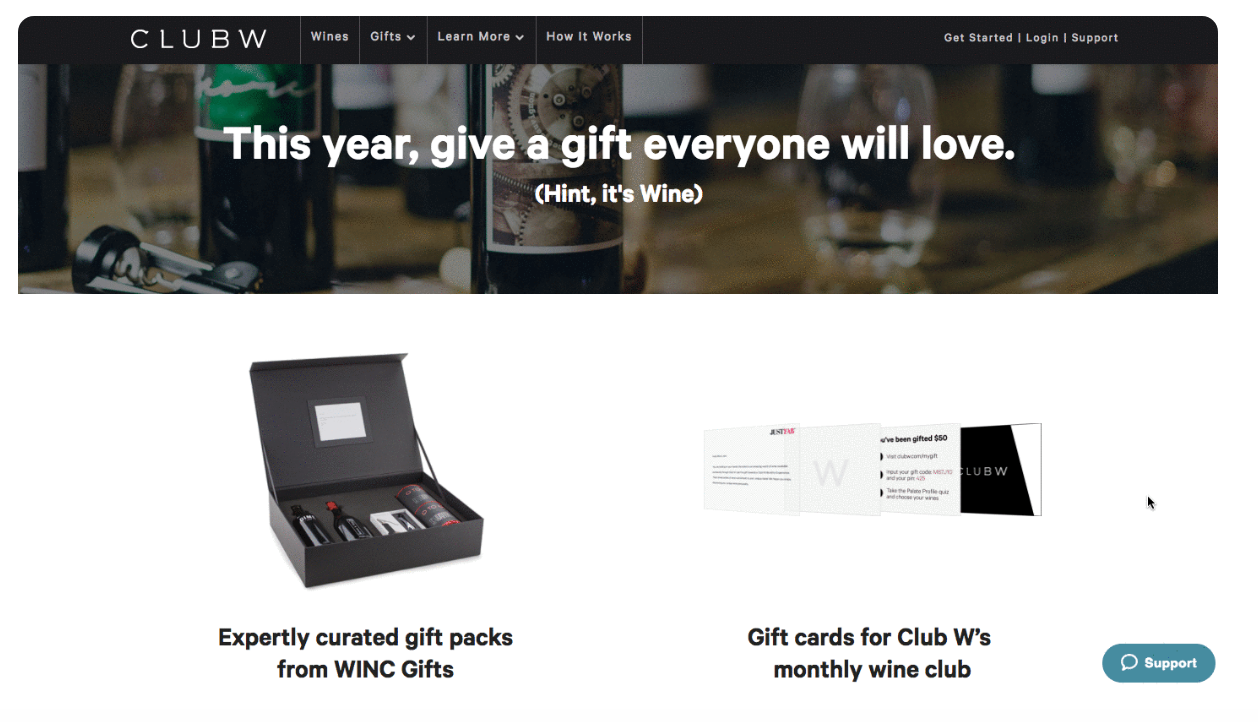 CLUBW
Wines
Gifts
Learn More
How It Works
Get Started | Login | Support
This year, give a gift everyone will love.
(Hint, it's Wine)
JUSTFAB
W
u've been gifted $50
Visit clubw.com/mygift
Input your gift code:
and your pin:
Take the Palate Profile quiz
and choose your wines
CLUBW
Expertly curated gift packs
from WINC Gifts
Gift cards for Club W’s
monthly wine club
Support